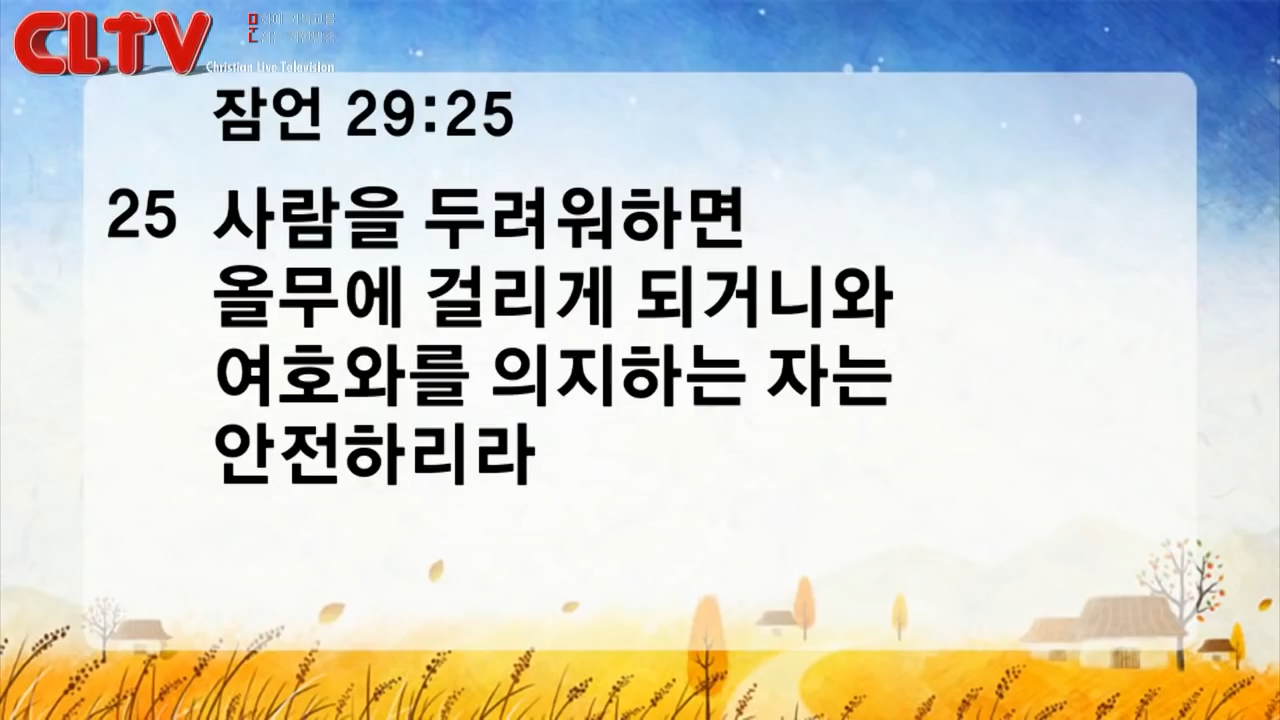 CLTV
Christian Live Television
잠언 29:25
25 사람을 두려워하면
올무에 걸리게 되거니와
여호와를 의지하는 자는
안전하리라